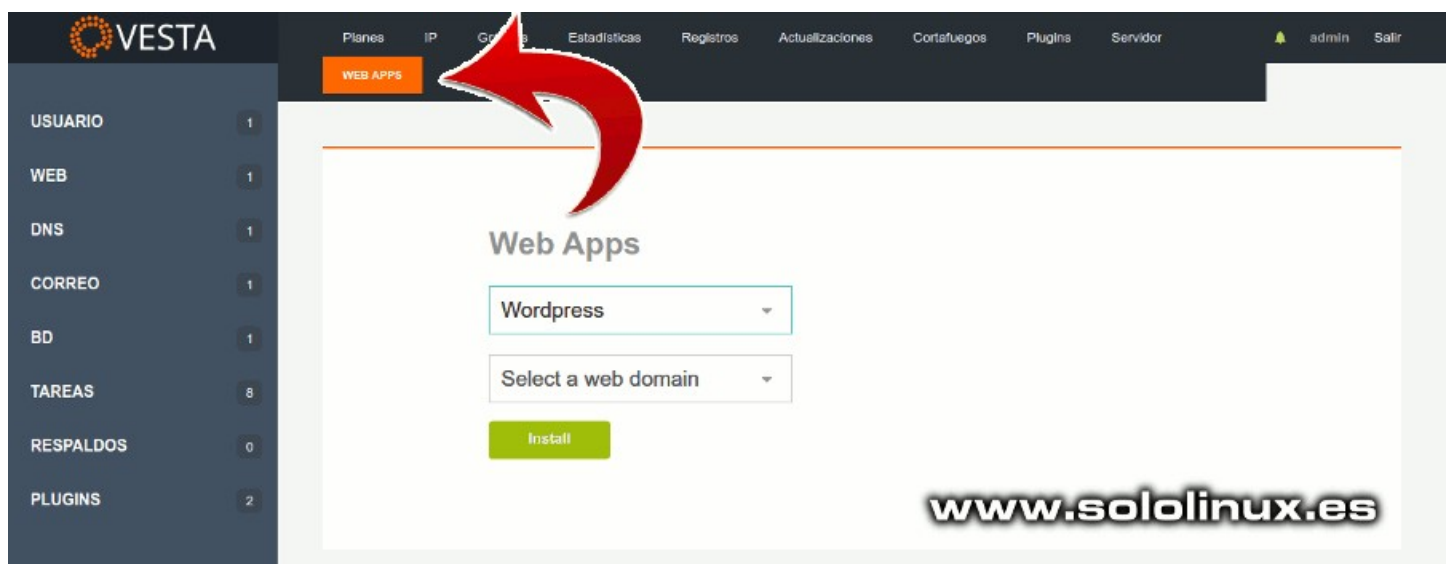 VESTA
Planes IP Estadísticas Registros Actualizaciones Cortafuegos Plugins Servidor admin Salir
WEB APPS
USUARIO 1
WEB 1
DNS 1
CORREO 1
BD 1
TAREAS 8
RESPALDOS 0
PLUGINS 2
Web Apps
Wordpress
Select a web domain
Install
www.sololinux.es